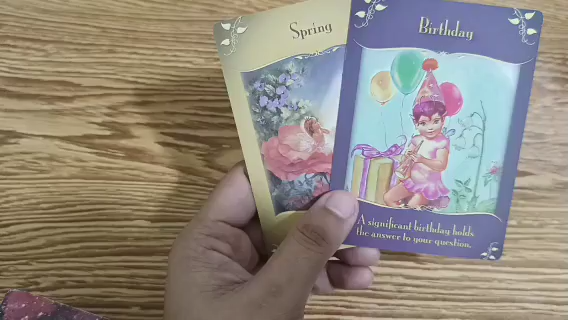 Spring
Birthday
A significant birthday holds
the answer to your question.